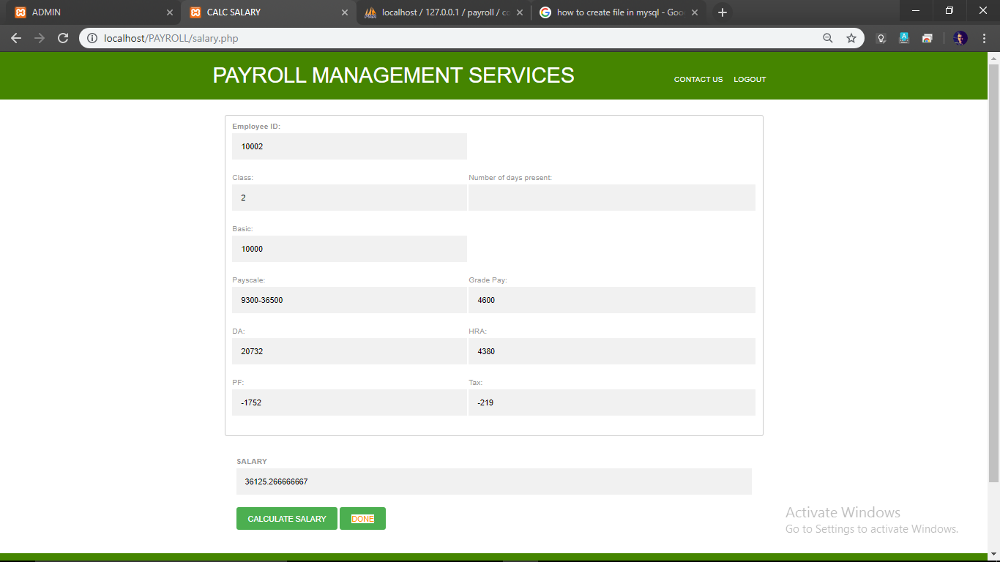 ADMIN
CALC SALARY
localhost / 127.0.0.1 / payroll / co
how to create file in mysql - Goo
localhost/PAYROLL/salary.php
PAYROLL MANAGEMENT SERVICES
CONTACT US
LOGOUT
Employee ID:
10002
Class:
Number of days present:
2
Basic:
10000
Payscale:
Grade Pay:
9300-36500
4600
DA:
HRA:
20732
4380
PF:
Tax:
-1752
-219
SALARY
36125.266666667
CALCULATE SALARY
DONE
Activate Windows
Go to Settings to activate Windows.